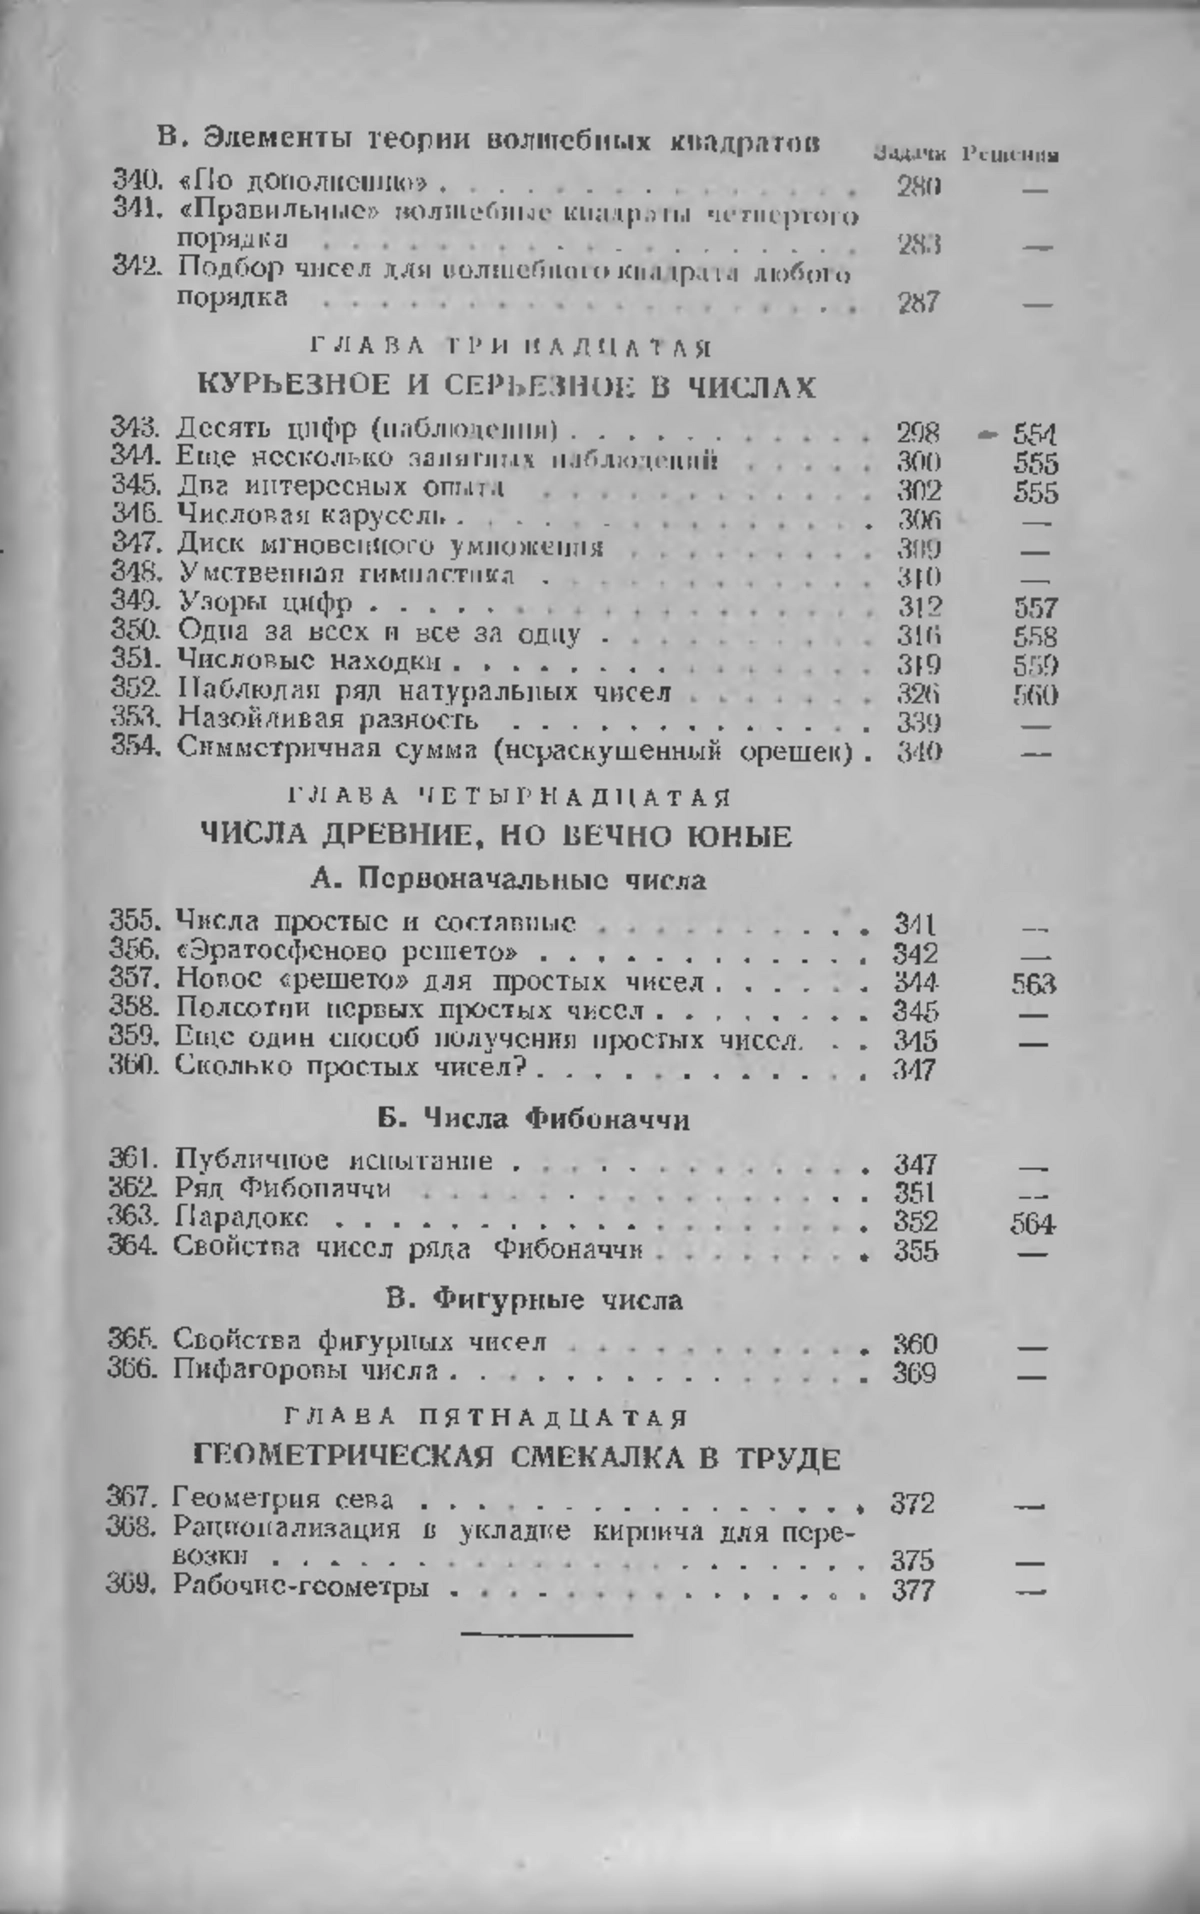 В. Элементы теории волшебных квадратов
Задачи Решения
340. «По дополнению» . . . . . . . . . . . . . . 280 —
341. «Правильные» волшебные квадраты четвертого
порядка . . . . . . . . . . . . . . . . . . . 283 —
342. Подбор чисел для волшебного квадрата любого
порядка . . . . . . . . . . . . . . . . . . . 287 —
ГЛАВА ТРИНАДЦАТАЯ
КУРЬЕЗНОЕ И СЕРЬЕЗНОЕ В ЧИСЛАХ
343. Десять цифр (наблюдения) . . . . . . . . . . . 298 554
344. Еще несколько занятных наблюдений . . . . . 300 555
345. Два интересных опыта . . . . . . . . . . . . 302 555
346. Числовая карусель . . . . . . . . . . . . . . 306 —
347. Диск мгновенного умножения . . . . . . . . . 309 —
348. Умственная гимнастика . . . . . . . . . . . . 310 —
349. Узоры цифр . . . . . . . . . . . . . . . . . . 312 557
350. Одна за всех и все за одну . . . . . . . . . . 316 558
351. Числовые находки . . . . . . . . . . . . . . . 319 559
352. Наблюдая ряд натуральных чисел . . . . . . . 326 560
353. Назойливая разность . . . . . . . . . . . . . 339 —
354. Симметричная сумма (нераскушенный орешек) . 340 —
ГЛАВА ЧЕТЫРНАДЦАТАЯ
ЧИСЛА ДРЕВНИЕ, НО ВЕЧНО ЮНЫЕ
А. Первоначальные числа
355. Числа простые и составные . . . . . . . . . . 341 —
356. «Эратосфеново решето» . . . . . . . . . . . . 342 —
357. Новое «решето» для простых чисел . . . . . . 344 563
358. Полсотни первых простых чисел . . . . . . . . 345 —
359. Еще один способ получения простых чисел. . . 345 —
360. Сколько простых чисел? . . . . . . . . . . . . 347
Б. Числа Фибоначчи
361. Публичное испытание . . . . . . . . . . . . . 347 —
362. Ряд Фибоначчи . . . . . . . . . . . . . . . . 351 —
363. Парадокс . . . . . . . . . . . . . . . . . . . 352 564
364. Свойства чисел ряда Фибоначчи . . . . . . . . 355 —
В. Фигурные числа
365. Свойства фигурных чисел . . . . . . . . . . . 360 —
366. Пифагоровы числа . . . . . . . . . . . . . . . 369 —
ГЛАВА ПЯТНАДЦАТАЯ
ГЕОМЕТРИЧЕСКАЯ СМЕКАЛКА В ТРУДЕ
367. Геометрия сева . . . . . . . . . . . . . . . . 372 —
368. Рационализация в укладке кирпича для пере-
возки . . . . . . . . . . . . . . . . . . . . . 375 —
369. Рабочие-геометры . . . . . . . . . . . . . . . 377 —